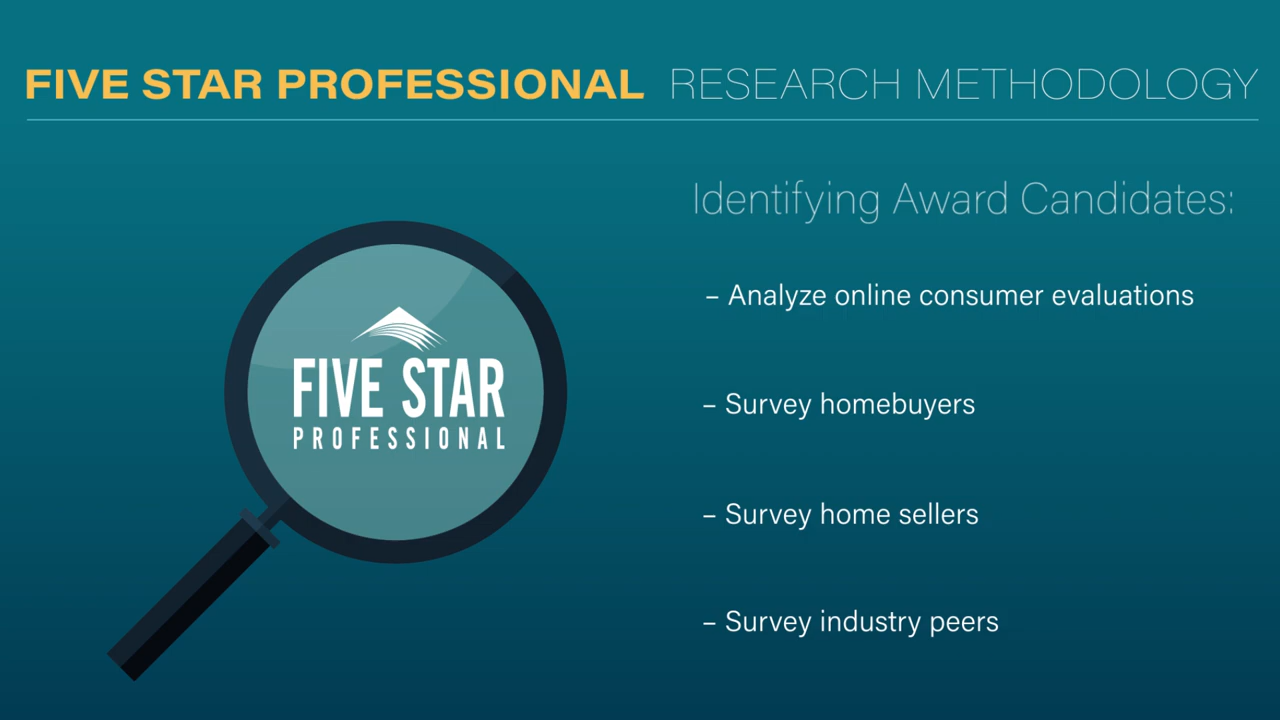 FIVE STAR PROFESSIONAL RESEARCH METHODOLOGY
Identifying Award Candidates:
– Analyze online consumer evaluations
– Survey homebuyers
– Survey home sellers
– Survey industry peers
FIVE STAR
PROFESSIONAL